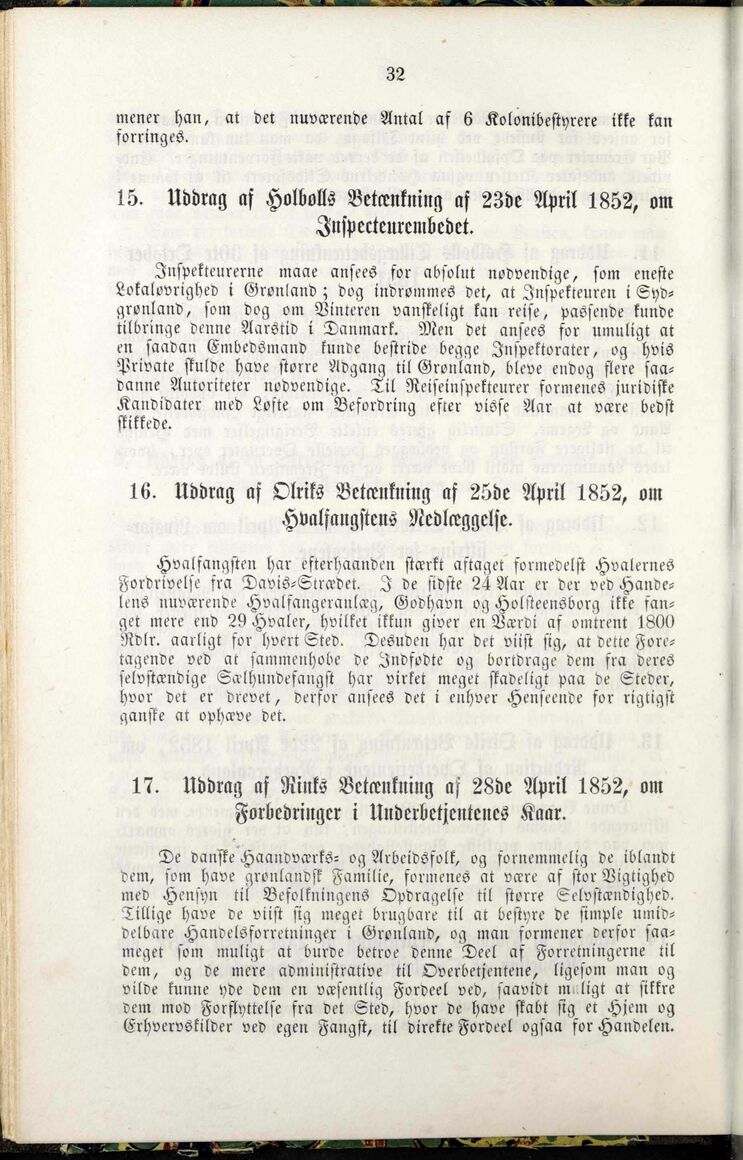 32
mener han, at det nuværende Antal af 6 Kolonibestyrere ikke kan
forringes.
15. Uddrag af Holbolls Betænkning af 23de April 1852, om
Inspecteurembedet.
Inspekteurerne maae ansees for absolut nødvendige, som eneste
Lokaløvrighed i Grønland; dog indrømmes det, at Inspekteuren i Syd-
grønland, som dog om Vinteren vanskeligt kan reise, passende kunde
tilbringe denne Aarstid i Danmark. Men det ansees for umuligt at
en saadan Embedsmand kunde bestride begge Inspektorater, og hvis
Private skulde have større Adgang til Grønland, bleve endog flere saa-
danne Autoriteter nødvendige. Til Reiseinspekteurer formenes juridiske
Kandidater med Løfte om Befordring efter visse Aar at være bedst
skikkede.
16. Uddrag af Olriks Betænkning af 25de April 1852, om
Hvalfangstens Nedlæggelse.
Hvalfangsten har efterhaanden stærkt aftaget formedelst Hvalernes
Fordrivelse fra Davis-Strædet. I de sidste 24 Aar er der ved Hande-
lens nuværende Hvalfangeranlæg, Godhavn og Holsteensborg ikke fan-
get mere end 29 Hvaler, hvilket ikkun giver en Værdi af omtrent 1800
Rdlr. aarligt for hvert Sted. Desuden har det viist sig, at dette Fore-
tagende ved at sammenhobe de Indfødte og bortdrage dem fra deres
selvstændige Sælhundefangst har virket meget skadeligt paa de Steder,
hvor det er drevet, derfor ansees det i enhver Henseende for rigtigst
ganske at ophæve det.
17. Uddrag af Rinks Betænkning af 28de April 1852, om
Forbedringer i Underbetjentenes Kaar.
De danske Haandværks- og Arbeidsfolk, og fornemmelig de iblandt
dem, som have grønlandsk Familie, formenes at være af stor Vigtighed
med Hensyn til Befolkningens Opdragelse til større Selvstændighed.
Tillige have de viist sig meget brugbare til at bestyre de simple umid-
delbare Handelsforretninger i Grønland, og man formener derfor saa-
meget som muligt at burde betroe denne Deel af Forretningerne til
dem, og de mere administrative til Overbetjentene, ligesom man og
vilde kunne yde dem en væsentlig Fordeel ved, saavidt muligt at sikkre
dem mod Forflyttelse fra det Sted, hvor de have skabt sig et Hjem og
Erhvervskilder ved egen Fangst, til direkte Fordeel ogsaa for Handelen.